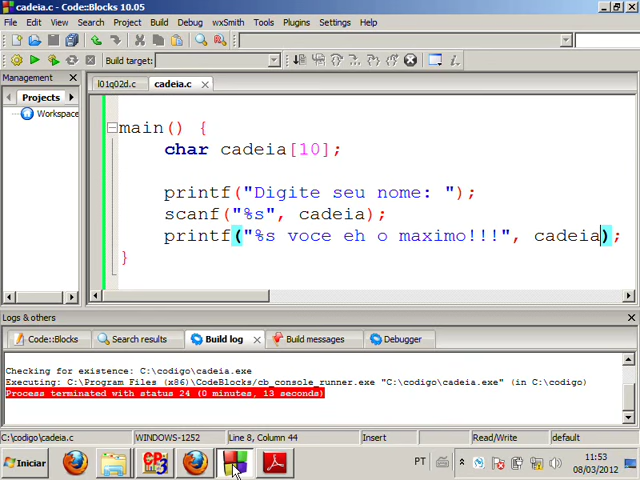 cadeia.c - Code::Blocks 10.05
File Edit View Search Project Build Debug wxSmith Tools Plugins Settings Help
Build target:
Management
Projects
Workspace
l01q02d.c cadeia.c
main() {
char cadeia[10];
printf("Digite seu nome: ");
scanf("%s", cadeia);
printf("%s voce eh o maximo!!!", cadeia);
}
Logs & others
Code::Blocks Search results Build log Build messages Debugger
Checking for existence: C:\codigo\cadeia.exe
Executing: C:\Program Files (x86)\CodeBlocks/cb_console_runner.exe "C:\codigo\cadeia.exe" (in C:\codigo)
Process terminated with status 24 (0 minutes, 13 seconds)
C:\codigo\cadeia.c WINDOWS-1252 Line 8, Column 44 Insert Read/Write default
Iniciar
PT
11:53
08/03/2012